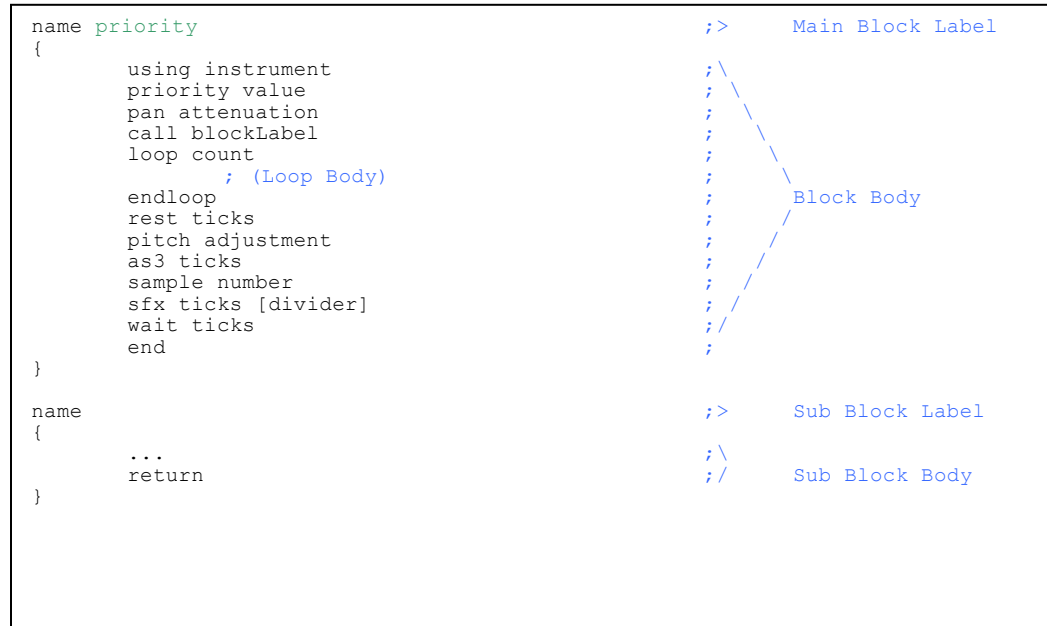 name priority ;> Main Block Label
{
using instrument ;\
priority value ; \
pan attenuation ; \
call blockLabel ; \
loop count ; \
; (Loop Body) ; \
endloop ; Block Body
rest ticks ; /
pitch adjustment ; /
as3 ticks ; /
sample number ; /
sfx ticks [divider] ; /
wait ticks ;/
end ;
}
name ;> Sub Block Label
{
... ;\
return ;/ Sub Block Body
}